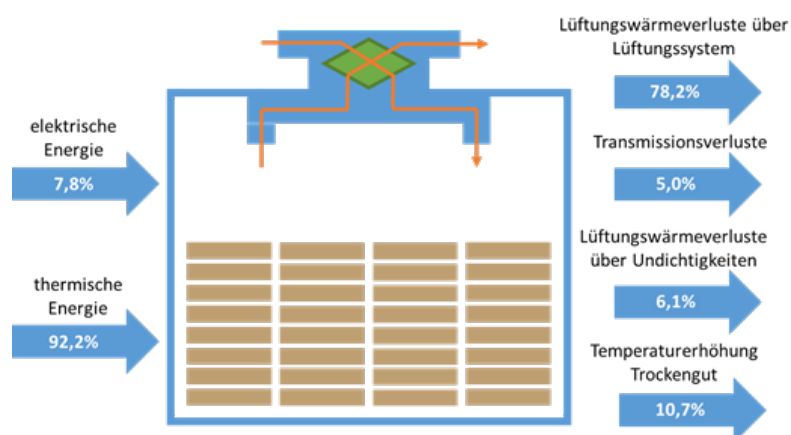 elektrische
Energie
7,8%
thermische
Energie
92,2%
Lüftungswärmeverluste über
Lüftungssystem
78,2%
Transmissionsverluste
5,0%
Lüftungswärmeverluste
über Undichtigkeiten
6,1%
Temperaturerhöhung
Trockengut
10,7%